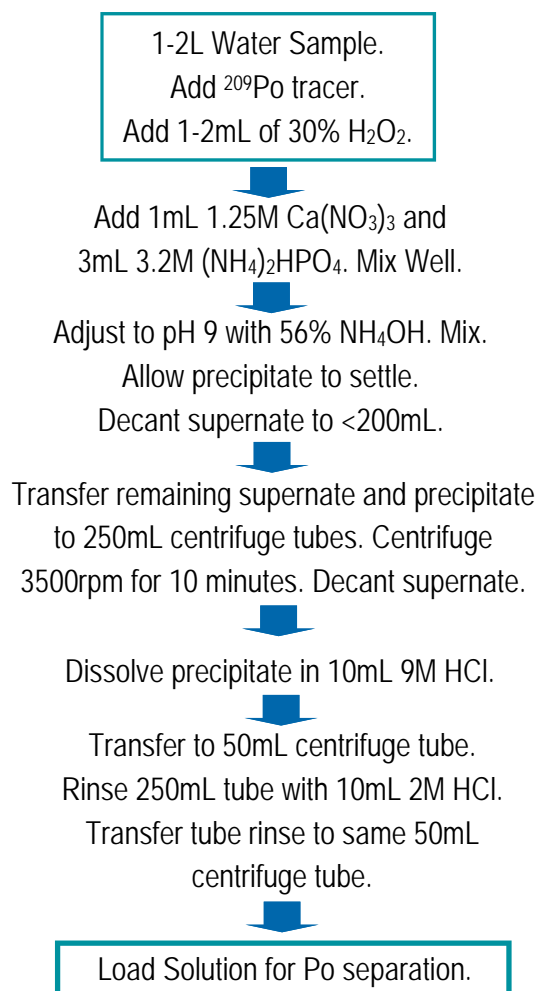 1-2L Water Sample.
Add ²⁰⁹Po tracer.
Add 1-2mL of 30% H₂O₂.
Add 1mL 1.25M Ca(NO₃)₃ and
3mL 3.2M (NH₄)₂HPO₄. Mix Well.
Adjust to pH 9 with 56% NH₄OH. Mix.
Allow precipitate to settle.
Decant supernate to <200mL.
Transfer remaining supernate and precipitate
to 250mL centrifuge tubes. Centrifuge
3500rpm for 10 minutes. Decant supernate.
Dissolve precipitate in 10mL 9M HCl.
Transfer to 50mL centrifuge tube.
Rinse 250mL tube with 10mL 2M HCl.
Transfer tube rinse to same 50mL
centrifuge tube.
Load Solution for Po separation.